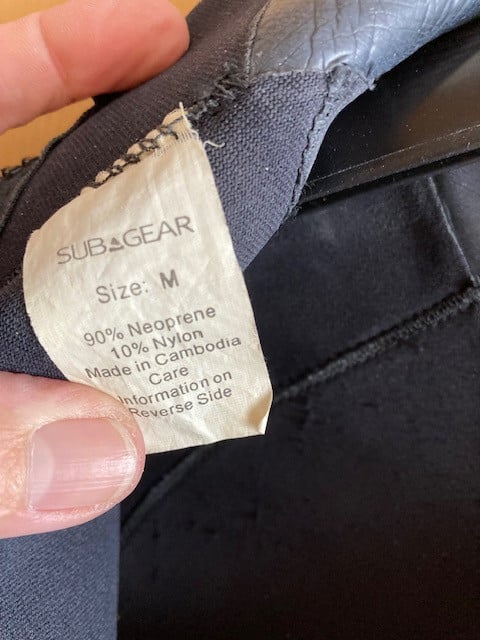 SUB GEAR
Size: M
90% Neoprene
10% Nylon
Made in Cambodia
Care
Information on
Reverse Side